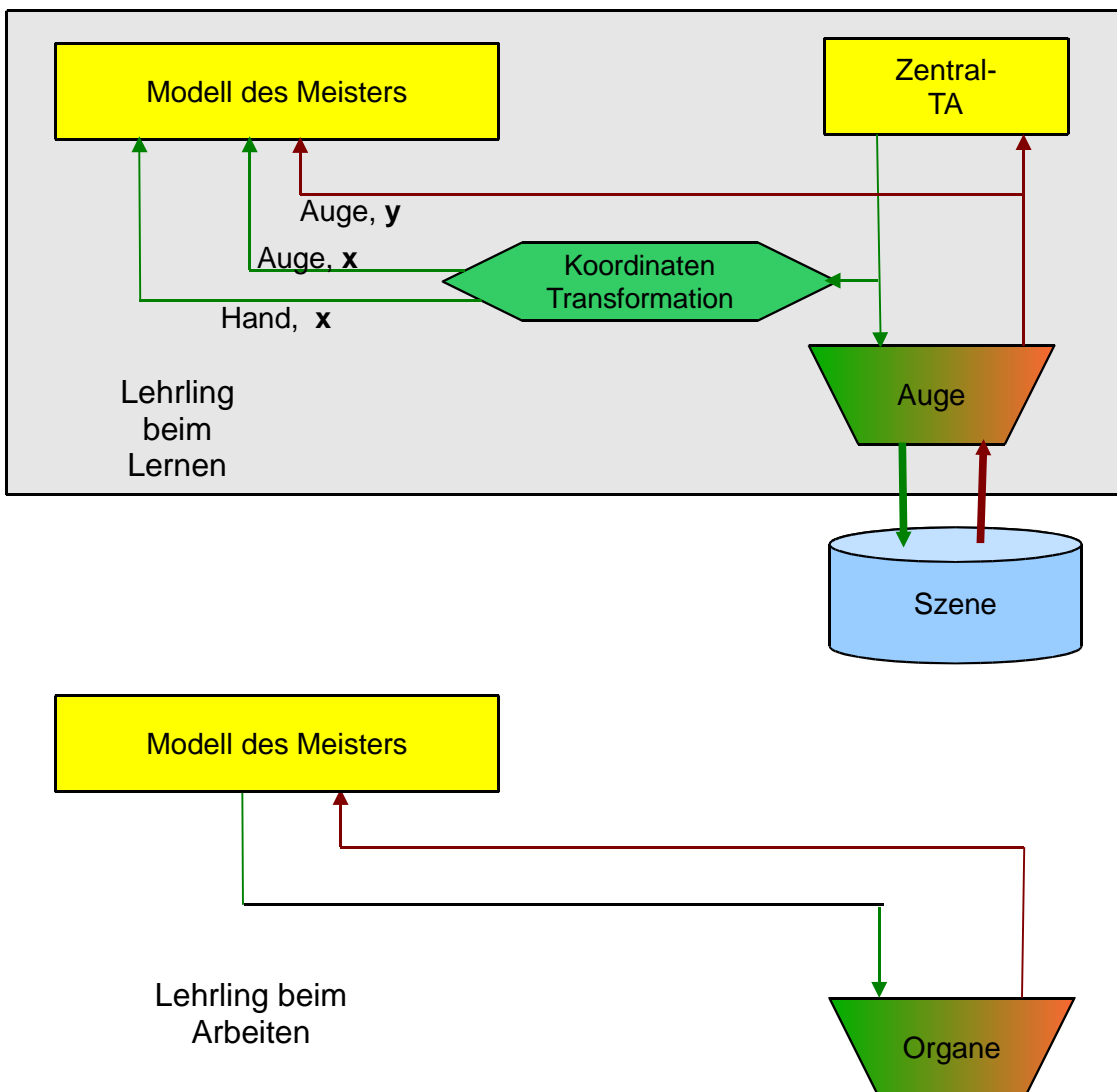 Modell des Meisters
Zentral-
TA
Auge, y
Auge, x
Koordinaten
Transformation
Hand, x
Lehrling
beim
Lernen
Auge
Szene
Modell des Meisters
Lehrling beim
Arbeiten
Organe